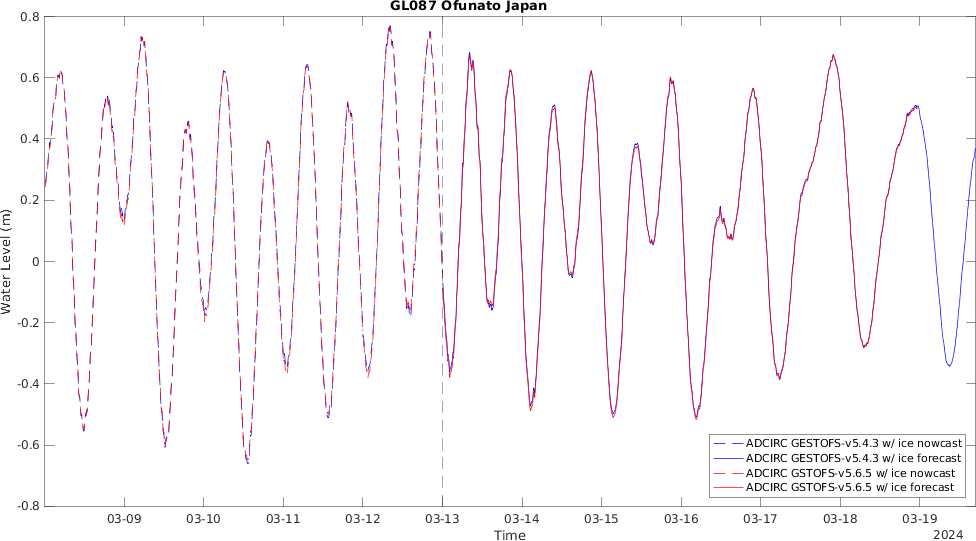 GL087 Ofunato Japan
0.8
0.6
0.4
0.2
0
-0.2
-0.4
-0.6
-0.8
Water Level (m)
ADCIRC GESTOFS-v5.4.3 w/ ice nowcast
ADCIRC GESTOFS-v5.4.3 w/ ice forecast
ADCIRC GSTOFS-v5.6.5 w/ ice nowcast
ADCIRC GSTOFS-v5.6.5 w/ ice forecast
03-09 03-10 03-11 03-12 03-13 03-14 03-15 03-16 03-17 03-18 03-19
Time
2024